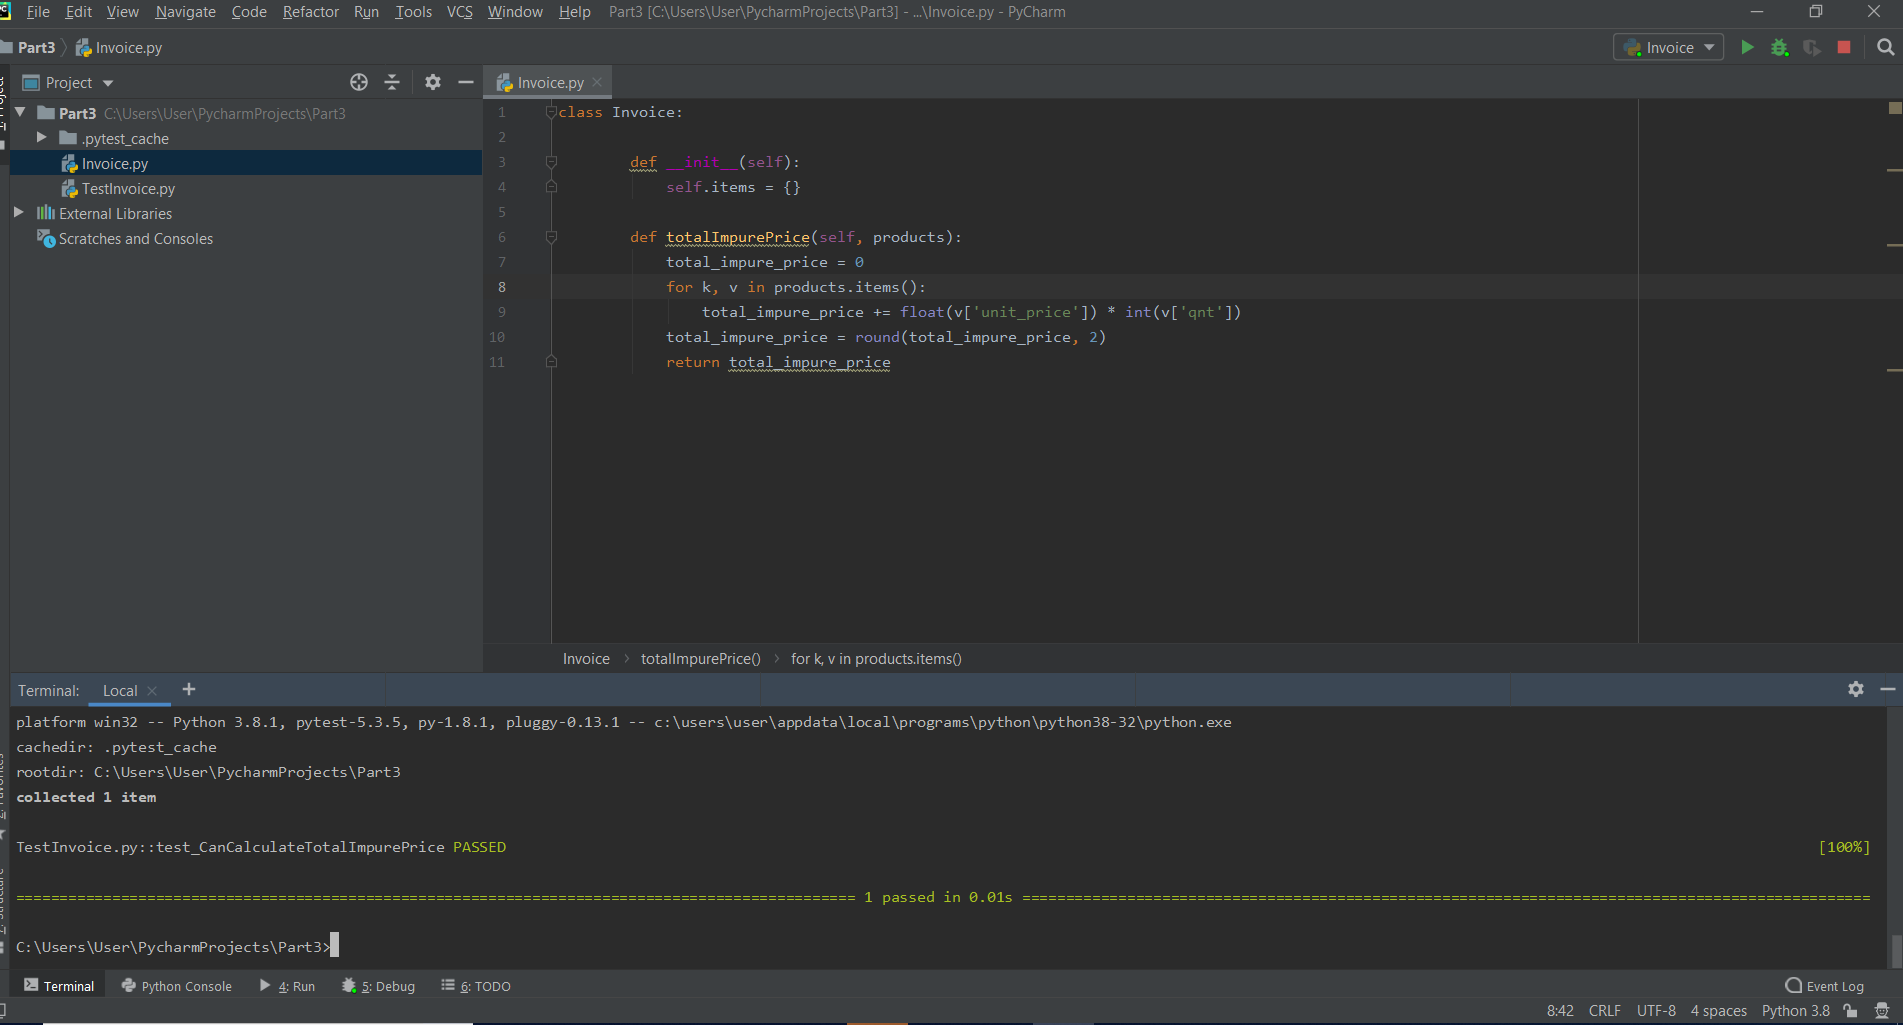 File Edit View Navigate Code Refactor Run Tools VCS Window Help Part3 [C:\Users\User\PycharmProjects\Part3] - ...\Invoice.py - PyCharm
Part3 Invoice.py
Invoice
Project
Invoice.py
Part3 C:\Users\User\PycharmProjects\Part3
.pytest_cache
Invoice.py
TestInvoice.py
External Libraries
Scratches and Consoles
1 class Invoice:
2
3 def __init__(self):
4 self.items = {}
5
6 def totalImpurePrice(self, products):
7 total_impure_price = 0
8 for k, v in products.items():
9 total_impure_price += float(v['unit_price']) * int(v['qnt'])
10 total_impure_price = round(total_impure_price, 2)
11 return total_impure_price
Invoice totalImpurePrice() for k, v in products.items()
Terminal: Local
platform win32 -- Python 3.8.1, pytest-5.3.5, py-1.8.1, pluggy-0.13.1 -- c:\users\user\appdata\local\programs\python\python38-32\python.exe
cachedir: .pytest_cache
rootdir: C:\Users\User\PycharmProjects\Part3
collected 1 item
TestInvoice.py::test_CanCalculateTotalImpurePrice PASSED [100%]
1 passed in 0.01s
C:\Users\User\PycharmProjects\Part3>
Terminal Python Console 4: Run 5: Debug 6: TODO Event Log
8:42 CRLF UTF-8 4 spaces Python 3.8